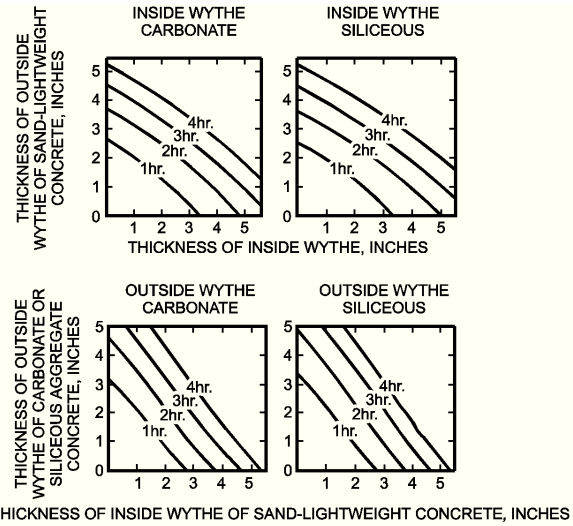 INSIDE WYTHE
CARBONATE
INSIDE WYTHE
SILICEOUS
THICKNESS OF OUTSIDE
WYTHE OF SAND-LIGHTWEIGHT
CONCRETE, INCHES
5
4
3
2
1
0
4hr.
3hr.
2hr.
1hr.
1 2 3 4 5
5
4
3
2
1
0
4hr.
3hr.
2hr.
1hr.
1 2 3 4 5
THICKNESS OF INSIDE WYTHE, INCHES
OUTSIDE WYTHE
CARBONATE
OUTSIDE WYTHE
SILICEOUS
THICKNESS OF OUTSIDE
WYTHE OF CARBONATE OR
SILICEOUS AGGREGATE
CONCRETE, INCHES
5
4
3
2
1
0
4hr.
3hr.
2hr.
1hr.
1 2 3 4 5
5
4
3
2
1
0
4hr.
3hr.
2hr.
1hr.
1 2 3 4 5
HICKNESS OF INSIDE WYTHE OF SAND-LIGHTWEIGHT CONCRETE, INCHES